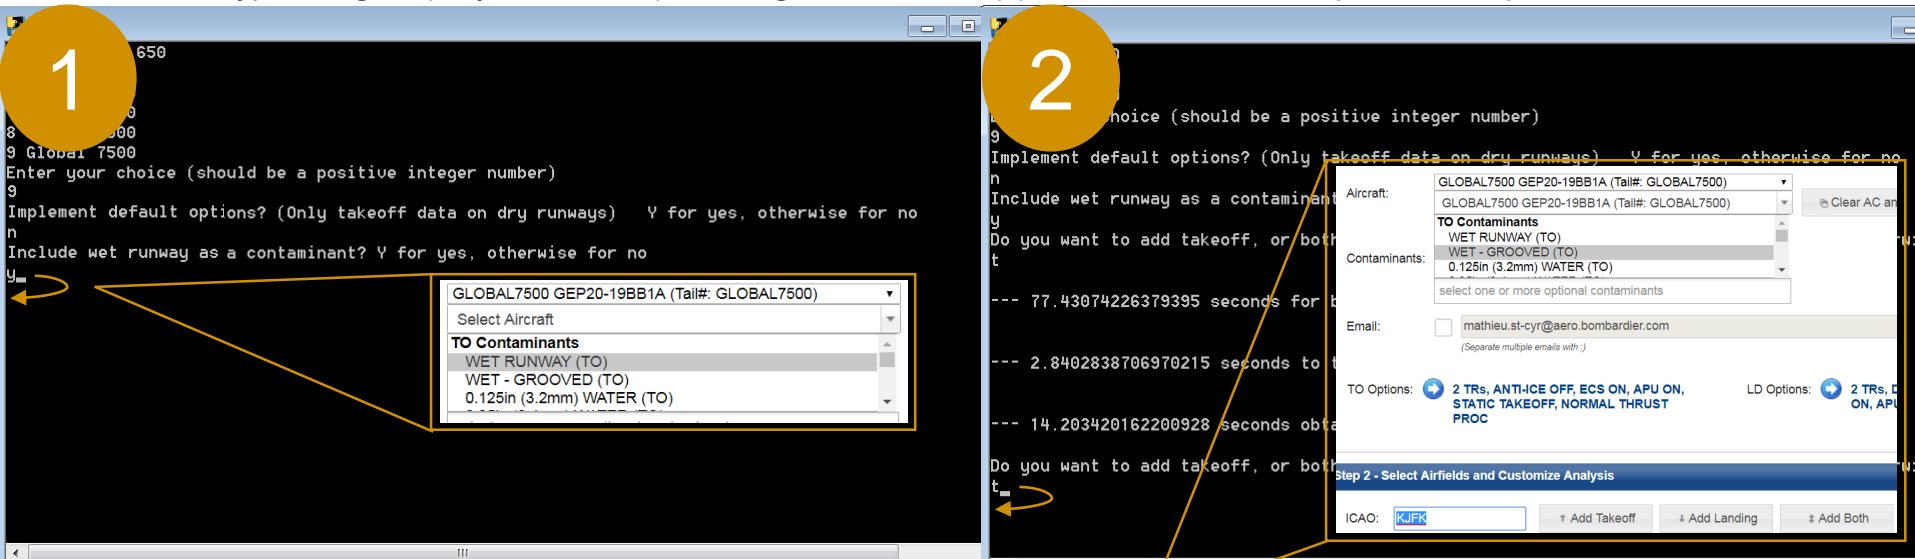 1
650
8
9 Global 7500
Enter your choice (should be a positive integer number)
9
Implement default options? (Only takeoff data on dry runways)   Y for yes, otherwise for no
n
Include wet runway as a contaminant? Y for yes, otherwise for no
y
GLOBAL7500 GEP20-19BB1A (Tail#: GLOBAL7500)
Select Aircraft
TO Contaminants
WET RUNWAY (TO)
WET - GROOVED (TO)
0.125in (3.2mm) WATER (TO)
2
hoice (should be a positive integer number)
9
Implement default options? (Only takeoff data on dry runways)   Y for yes, otherwise for no
n
Include wet runway as a contaminant
y
Do you want to add takeoff, or both
t
--- 77.43074226379395 seconds for
--- 2.8402838706970215 seconds to
--- 14.203420162200928 seconds obta
Do you want to add takeoff, or both
t
Aircraft:
GLOBAL7500 GEP20-19BB1A (Tail#: GLOBAL7500)
GLOBAL7500 GEP20-19BB1A (Tail#: GLOBAL7500)
Clear AC an
TO Contaminants
WET RUNWAY (TO)
WET - GROOVED (TO)
Contaminants:
0.125in (3.2mm) WATER (TO)
select one or more optional contaminants
Email:
mathieu.st-cyr@aero.bombardier.com
(Separate multiple emails with ;)
TO Options:
2 TRs, ANTI-ICE OFF, ECS ON, APU ON,
STATIC TAKEOFF, NORMAL THRUST
PROC
LD Options:
2 TRs, D
ON, APU
Step 2 - Select Airfields and Customize Analysis
ICAO:
KJFK
Add Takeoff
Add Landing
Add Both